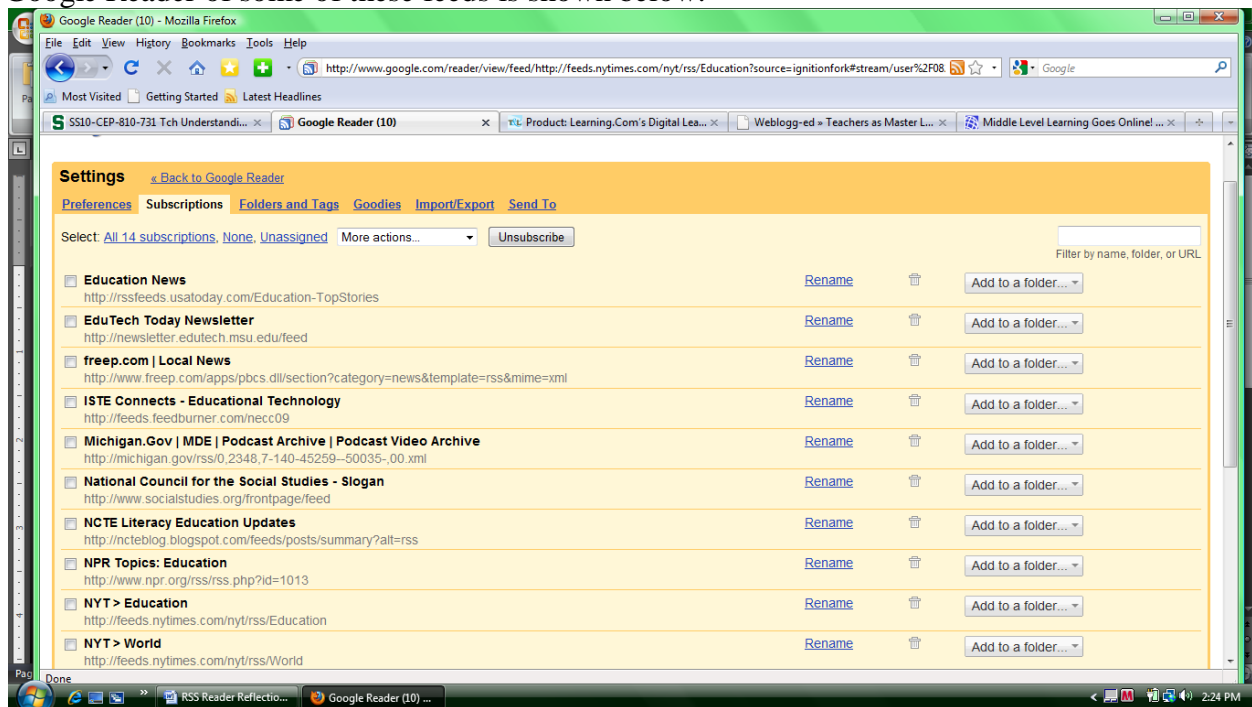 Google Reader of some of these feeds is shown below.
Google Reader (10) - Mozilla Firefox
File Edit View History Bookmarks Tools Help
http://www.google.com/reader/view/feed/http://feeds.nytimes.com/nyt/rss/Education?source=ignitionfork#stream/user%2F08.
Google
Most Visited Getting Started Latest Headlines
SS10-CEP-810-731 Tch Understandi... Google Reader (10) Product: Learning.Com's Digital Lea... Weblogg-ed » Teachers as Master L... Middle Level Learning Goes Online! ...
Settings « Back to Google Reader
Preferences Subscriptions Folders and Tags Goodies Import/Export Send To
Select: All 14 subscriptions, None, Unassigned More actions... Unsubscribe
Filter by name, folder, or URL
Education News Rename Add to a folder...
http://rssfeeds.usatoday.com/Education-TopStories
EduTech Today Newsletter Rename Add to a folder...
http://newsletter.edutech.msu.edu/feed
freep.com | Local News Rename Add to a folder...
http://www.freep.com/apps/pbcs.dll/section?category=news&template=rss&mime=xml
ISTE Connects - Educational Technology Rename Add to a folder...
http://feeds.feedburner.com/necc09
Michigan.Gov | MDE | Podcast Archive | Podcast Video Archive Rename Add to a folder...
http://michigan.gov/rss/0,2348,7-140-45259--50035-,00.xml
National Council for the Social Studies - Slogan Rename Add to a folder...
http://www.socialstudies.org/frontpage/feed
NCTE Literacy Education Updates Rename Add to a folder...
http://ncteblog.blogspot.com/feeds/posts/summary?alt=rss
NPR Topics: Education Rename Add to a folder...
http://www.npr.org/rss/rss.php?id=1013
NYT > Education Rename Add to a folder...
http://feeds.nytimes.com/nyt/rss/Education
NYT > World Rename Add to a folder...
http://feeds.nytimes.com/nyt/rss/World
Done
RSS Reader Reflectio... Google Reader (10) ... 2:24 PM